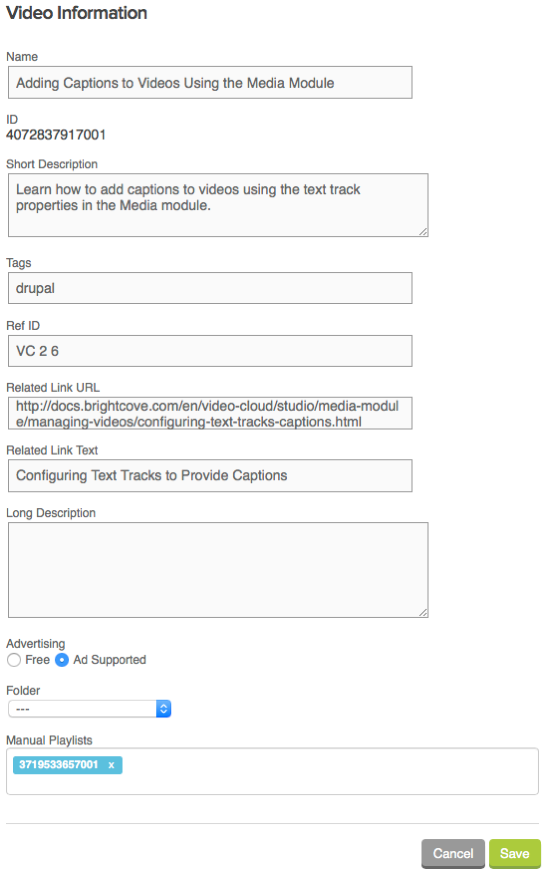 Video Information
Name
Adding Captions to Videos Using the Media Module
ID
4072837917001
Short Description
Learn how to add captions to videos using the text track
properties in the Media module.
Tags
drupal
Ref ID
VC 2 6
Related Link URL
http://docs.brightcove.com/en/video-cloud/studio/media-modul
e/managing-videos/configuring-text-tracks-captions.html
Related Link Text
Configuring Text Tracks to Provide Captions
Long Description
Advertising
Free Ad Supported
Folder
---
Manual Playlists
3719533657001 x
Cancel Save